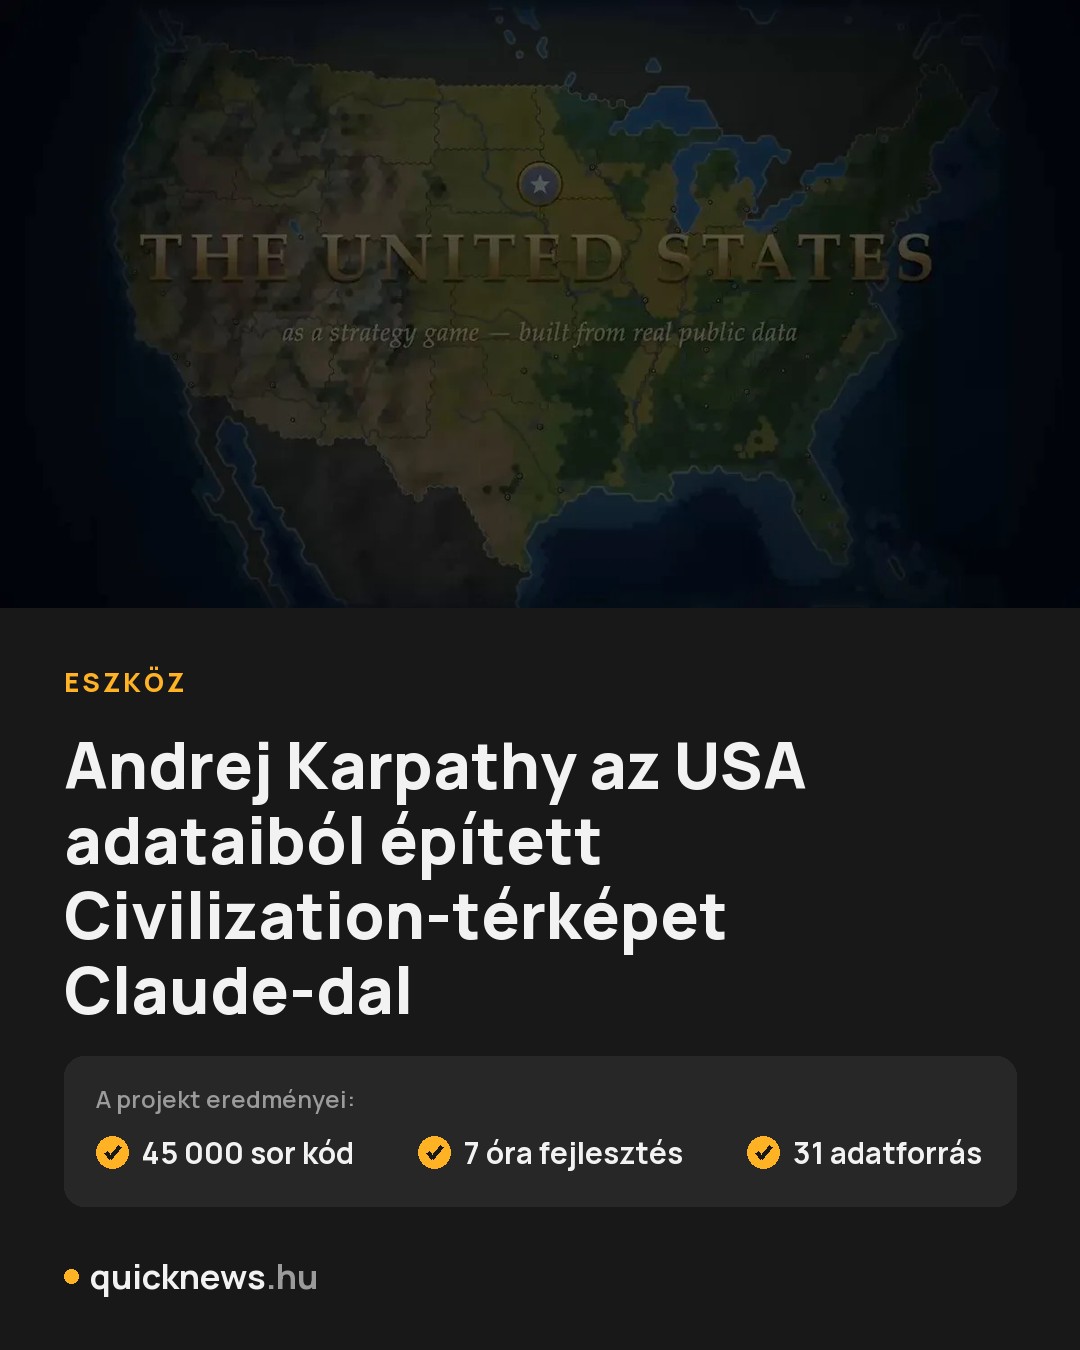 THE UNITED STATES
as a strategy game — built from real public data
ESZKÖZ
Andrej Karpathy az USA
adataiból épített
Civilization-térképet
Claude-dal
A projekt eredményei:
45 000 sor kód 7 óra fejlesztés 31 adatforrás
quicknews.hu